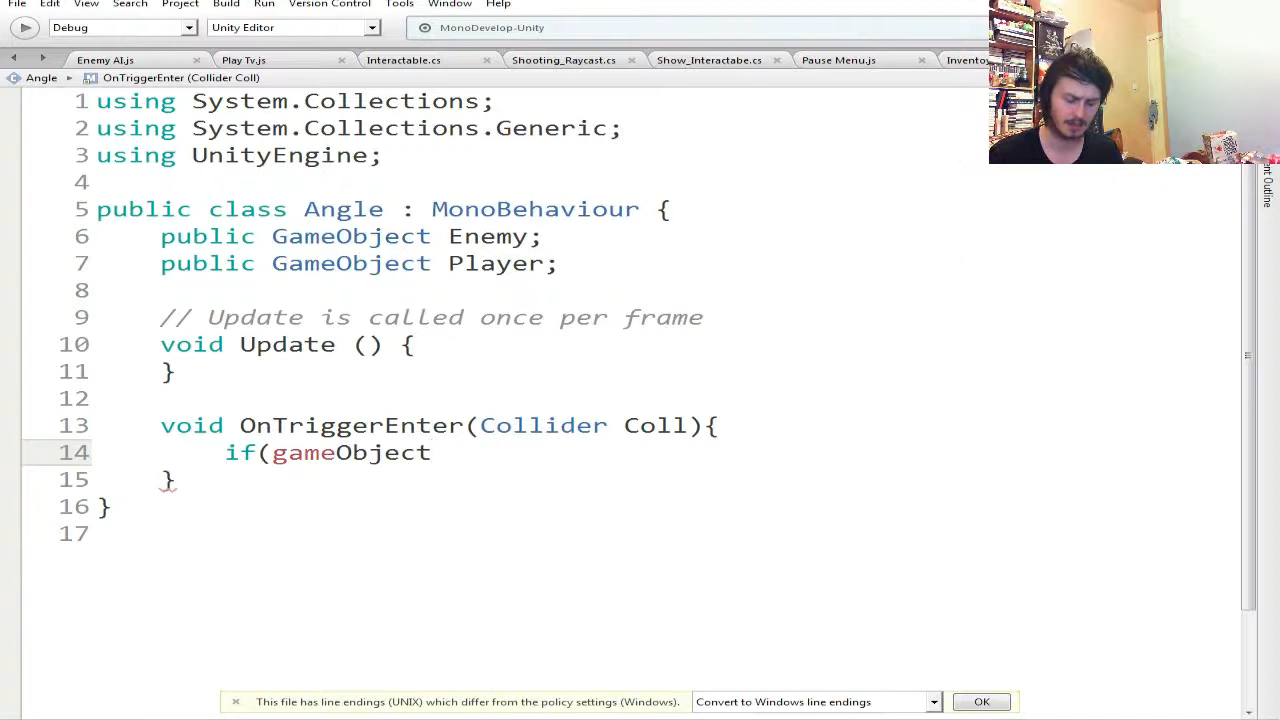 File Edit View Search Project Build Run Version Control Tools Window Help
Debug Unity Editor MonoDevelop-Unity
Enemy AI.js Play Tv.js Interactable.cs Shooting_Raycast.cs Show_Interactabe.cs Pause Menu.js Invento
Angle OnTriggerEnter (Collider Coll)
1 using System.Collections;
2 using System.Collections.Generic;
3 using UnityEngine;
4
5 public class Angle : MonoBehaviour {
6 public GameObject Enemy;
7 public GameObject Player;
8
9 // Update is called once per frame
10 void Update () {
11 }
12
13 void OnTriggerEnter(Collider Coll){
14 if(gameObject
15 }
16 }
17
ent Outline
This file has line endings (UNIX) which differ from the policy settings (Windows). Convert to Windows line endings OK